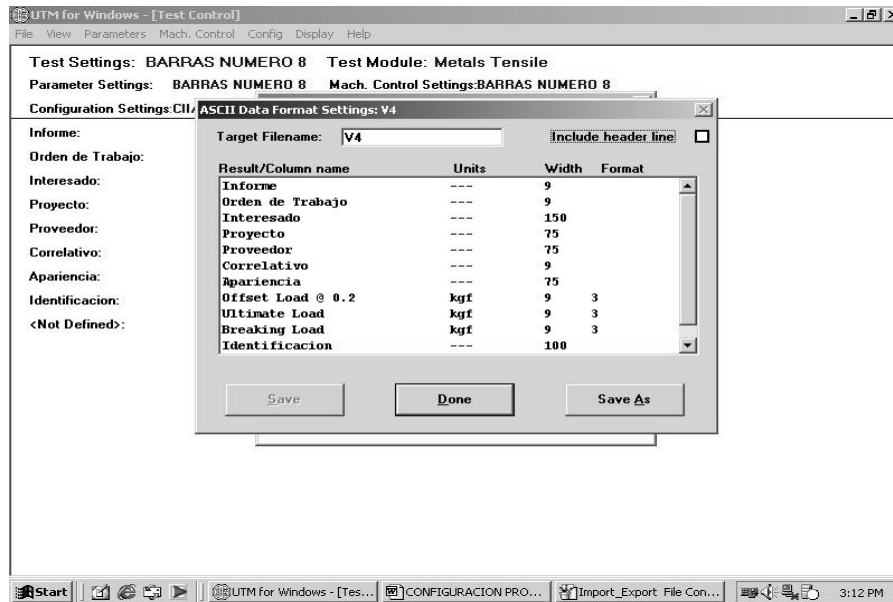 UTM for Windows - [Test Control]
File View Parameters Mach. Control Config Display Help
Test Settings: BARRAS NUMERO 8 Test Module: Metals Tensile
Parameter Settings: BARRAS NUMERO 8 Mach. Control Settings:BARRAS NUMERO 8
Configuration Settings:CII
ASCII Data Format Settings: V4
Informe:
Orden de Trabajo:
Interesado:
Proyecto:
Proveedor:
Correlativo:
Apariencia:
Identificacion:
<Not Defined>:
Target Filename: V4 Include header line
Result/Column name Units Width Format
Informe --- 9
Orden de Trabajo --- 9
Interesado --- 150
Proyecto --- 75
Proveedor --- 75
Correlativo --- 9
Apariencia --- 75
Offset Load @ 0.2 kgf 9 3
Ultimate Load kgf 9 3
Breaking Load kgf 9 3
Identificacion --- 100
Save Done Save As
Start UTM for Windows - [Tes... CONFIGURACION PRO... Import_Export File Con... 3:12 PM